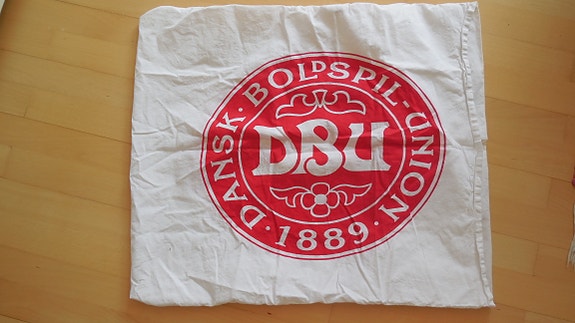 DANSK · BOLDSPIL-UNION
DBU
· 1889 ·